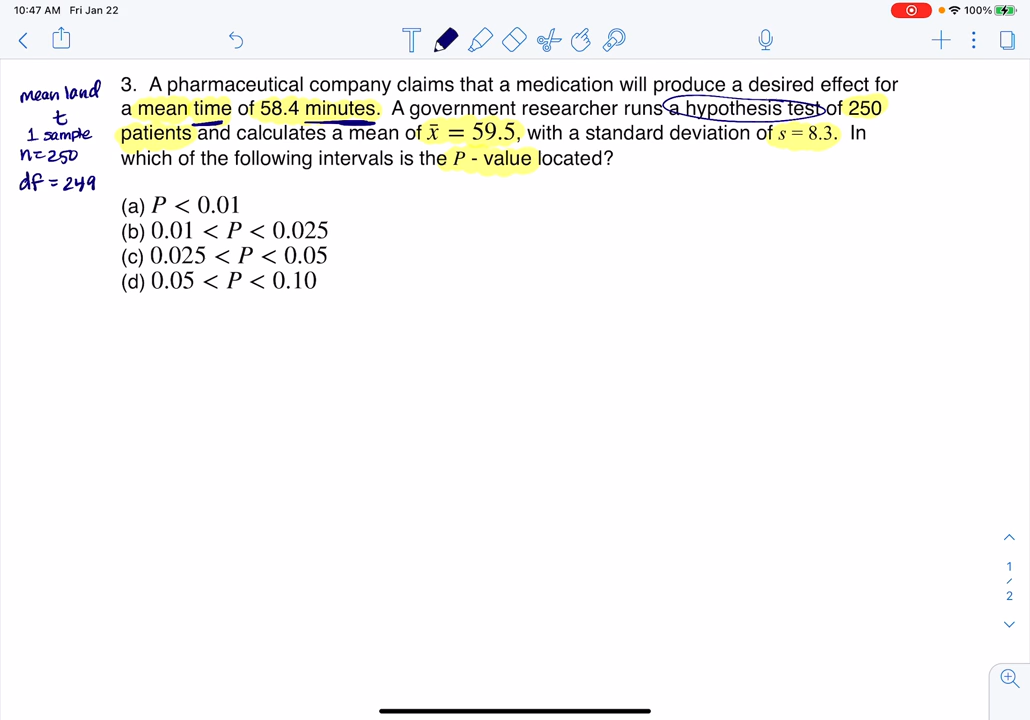 10:47 AM Fri Jan 22
100%
mean land
t
1 sample
n=250
df = 249
3. A pharmaceutical company claims that a medication will produce a desired effect for
a mean time of 58.4 minutes. A government researcher runs a hypothesis test of 250
patients and calculates a mean of x̄ = 59.5, with a standard deviation of s = 8.3. In
which of the following intervals is the P - value located?
(a) P < 0.01
(b) 0.01 < P < 0.025
(c) 0.025 < P < 0.05
(d) 0.05 < P < 0.10
1
/
2